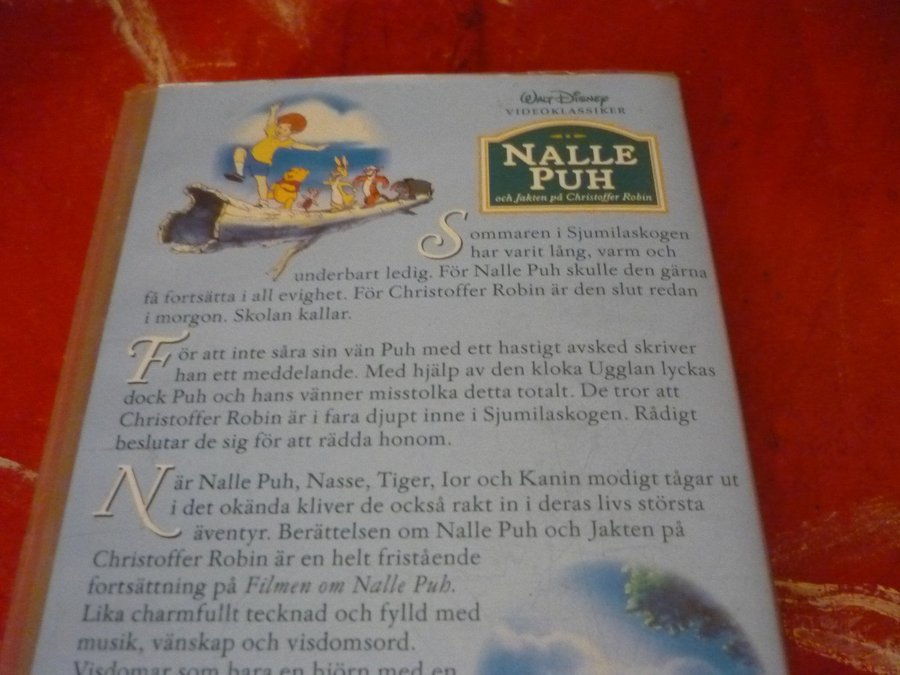 WALT DISNEY
VIDEOKLASSIKER
NALLE
PUH
och Jakten på Christoffer Robin
Sommaren i Sjumilaskogen
har varit lång, varm och
underbart ledig. För Nalle Puh skulle den gärna
få fortsätta i all evighet. För Christoffer Robin är den slut redan
i morgon. Skolan kallar.
För att inte såra sin vän Puh med ett hastigt avsked skriver
han ett meddelande. Med hjälp av den kloka Ugglan lyckas
dock Puh och hans vänner misstolka detta totalt. De tror att
Christoffer Robin är i fara djupt inne i Sjumilaskogen. Rådigt
beslutar de sig för att rädda honom.
När Nalle Puh, Nasse, Tiger, Ior och Kanin modigt tågar ut
i det okända kliver de också rakt in i deras livs största
äventyr. Berättelsen om Nalle Puh och Jakten på
Christoffer Robin är en helt fristående
fortsättning på Filmen om Nalle Puh.
Lika charmfullt tecknad och fylld med
musik, vänskap och visdomsord.
Visdomar som bara en björn med en